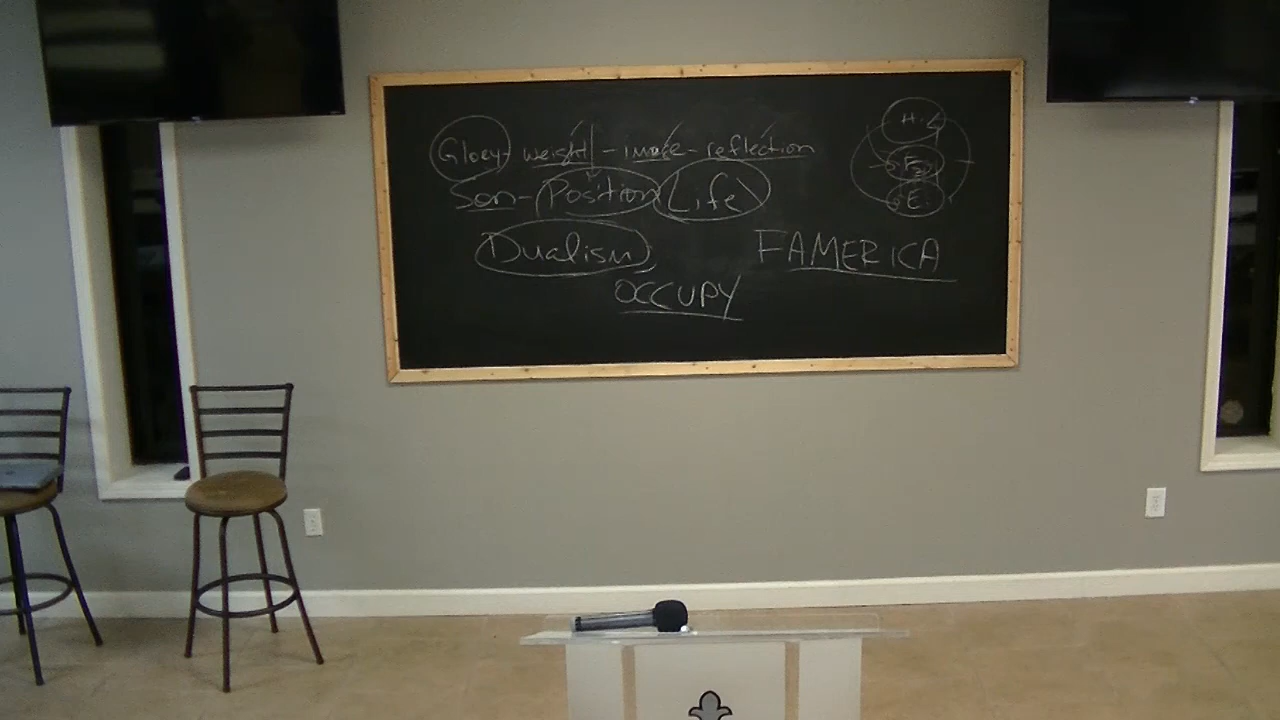 Glory weight - image - reflection
Son - Position Life
Dualism
FAMERICA
OCCUPY
H.
E.